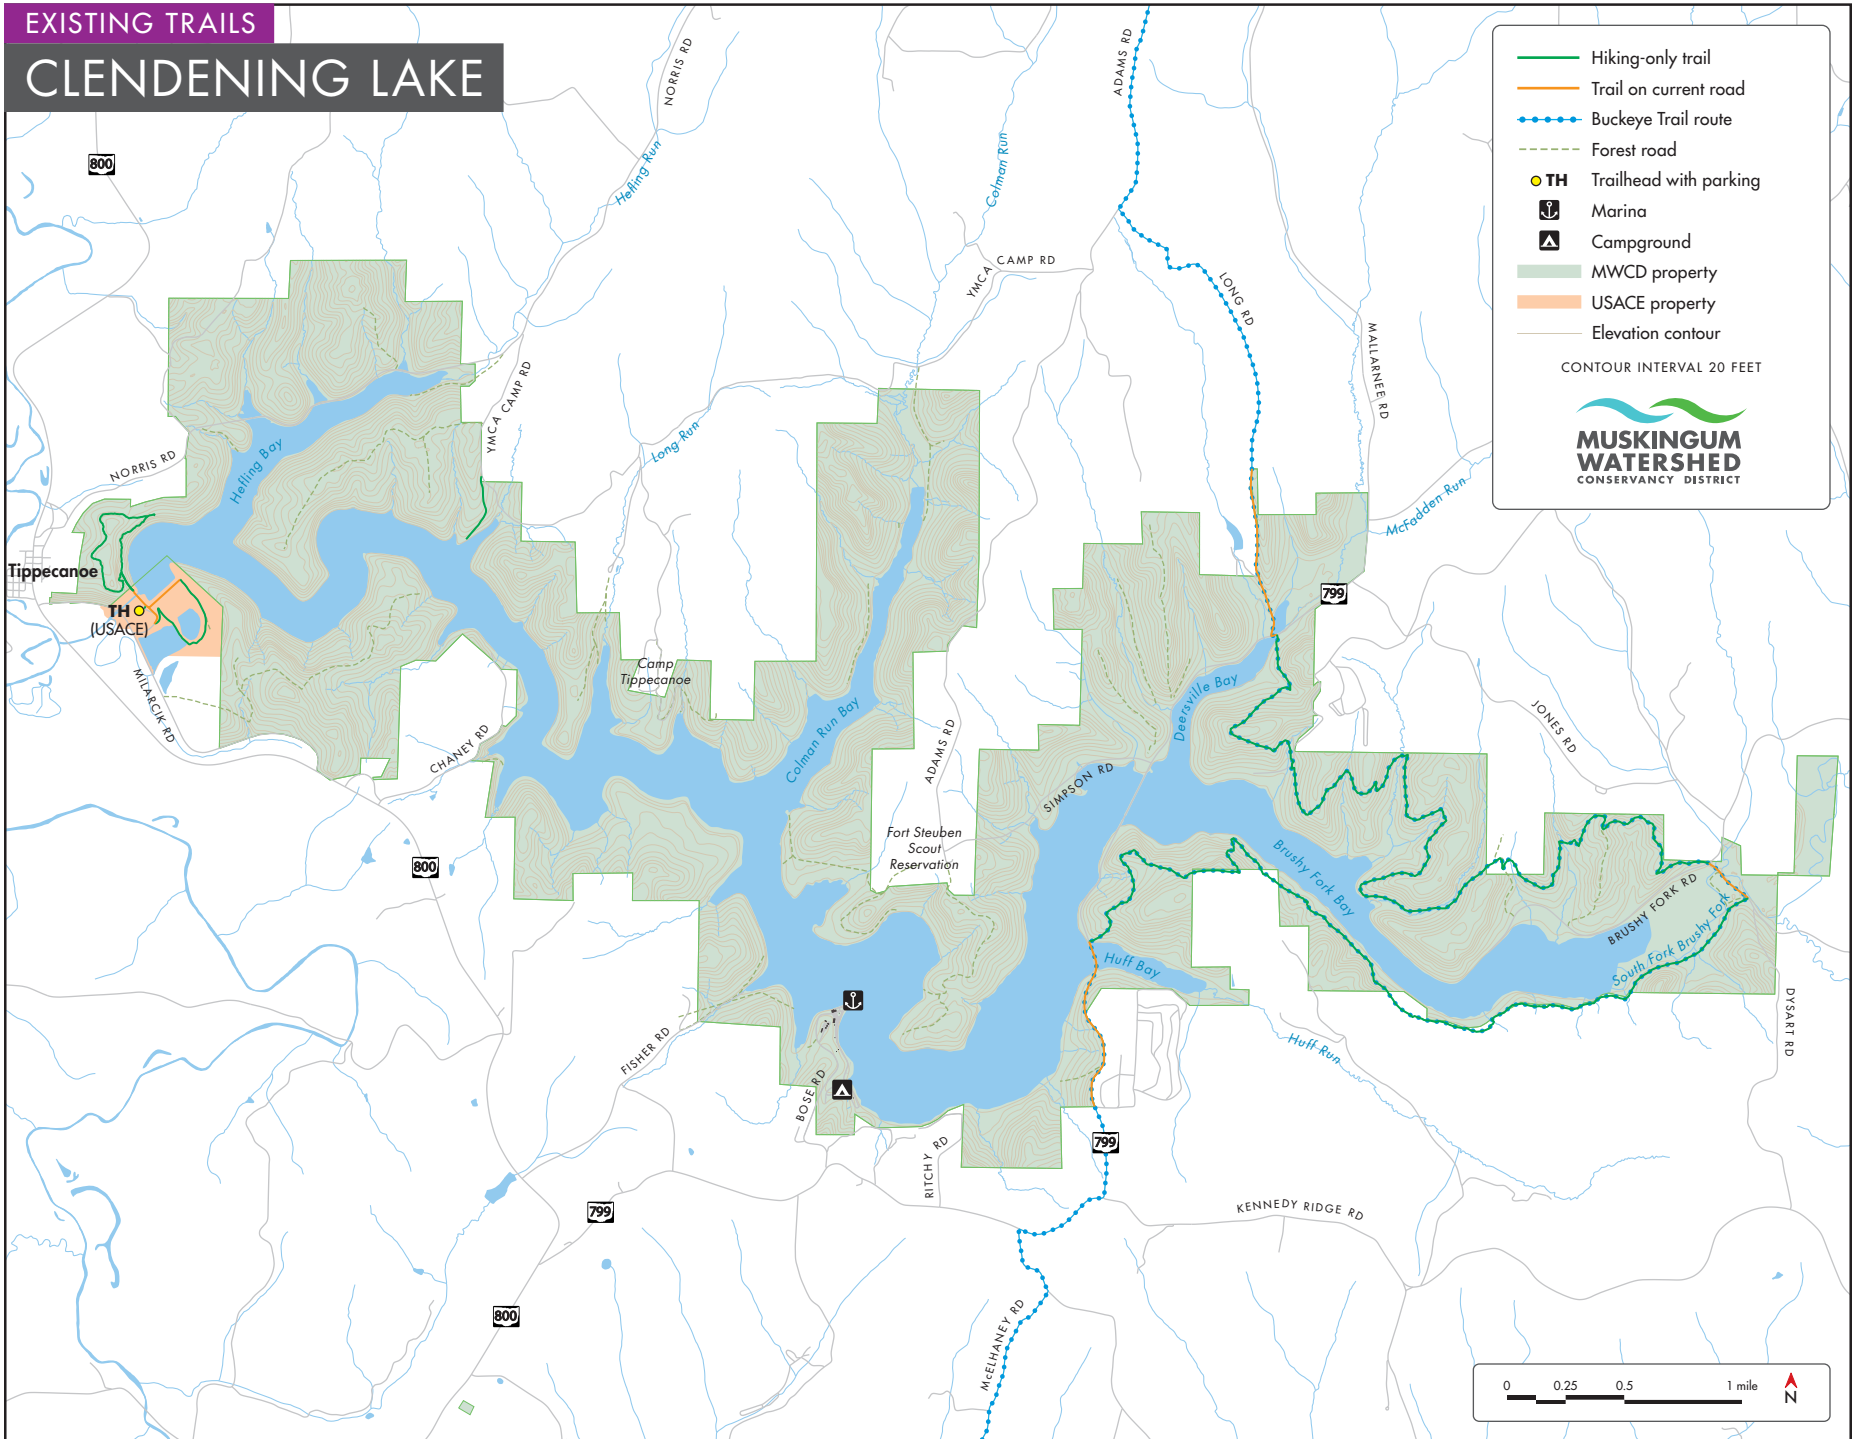 EXISTING TRAILS
CLENDENING LAKE
Hiking-only trail
Trail on current road
Buckeye Trail route
Forest road
TH Trailhead with parking
Marina
Campground
MWCD property
USACE property
Elevation contour
CONTOUR INTERVAL 20 FEET
MUSKINGUM
WATERSHED
CONSERVANCY DISTRICT
NORRIS RD
ADAMS RD
800
Hefling Run
Colman Run
YMCA CAMP RD
LONG RD
MALLARNEE RD
YMCA CAMP RD
NORRIS RD
Hefling Bay
Long Run
McFadden Run
Tippecanoe
TH
(USACE)
799
MILARCIK RD
Camp
Tippecanoe
Deersville Bay
Colman Run Bay
CHANEY RD
ADAMS RD
JONES RD
SIMPSON RD
Fort Steuben
Scout
Reservation
800
Brushy Fork Bay
BRUSHY FORK RD
South Fork Brushy Fork
Huff Bay
DYSART RD
FISHER RD
Huff Run
BOSE RD
799
RITCHY RD
799
KENNEDY RIDGE RD
800
McELHANEY RD
0 0.25 0.5 1 mile
N